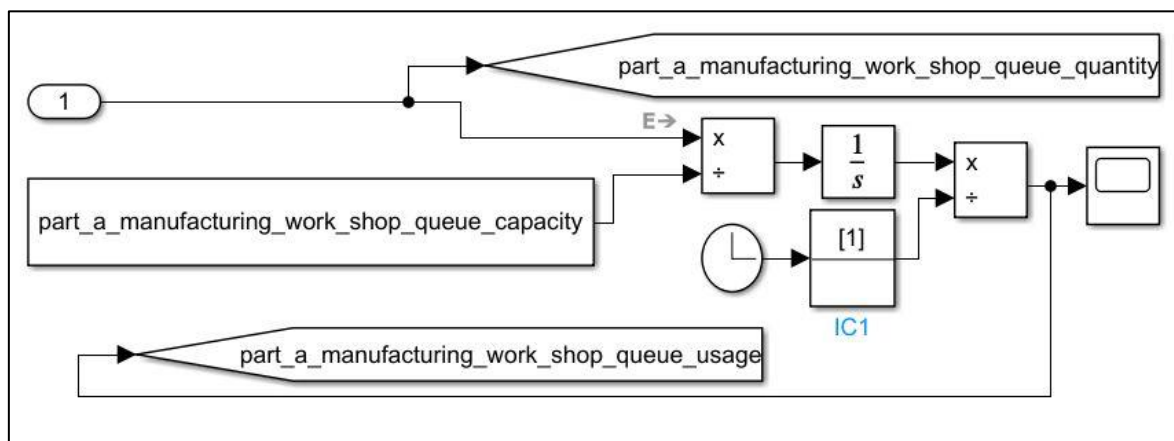 part_a_manufacturing_work_shop_queue_quantity
1
E→
x
÷
1
s
x
÷
part_a_manufacturing_work_shop_queue_capacity
[1]
IC1
part_a_manufacturing_work_shop_queue_usage